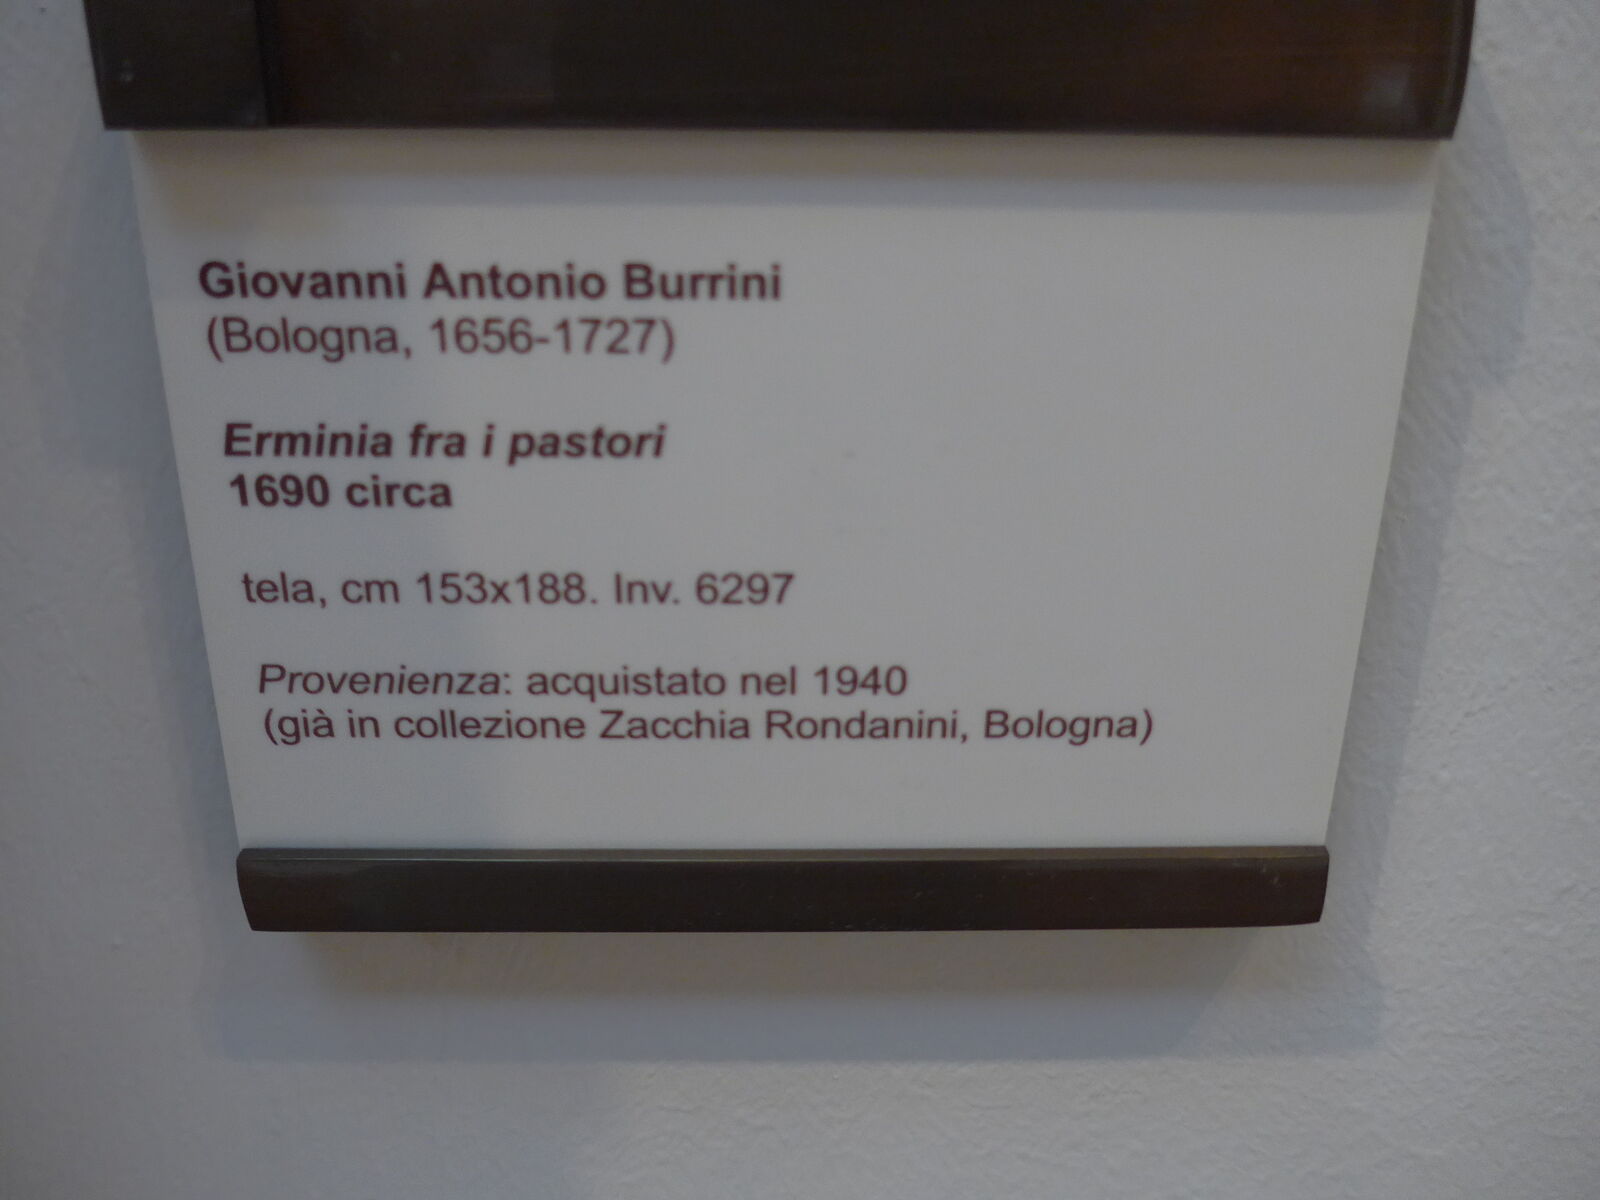 Giovanni Antonio Burrini
(Bologna, 1656-1727)
Erminia fra i pastori
1690 circa
tela, cm 153x188. Inv. 6297
Provenienza: acquistato nel 1940
(già in collezione Zacchia Rondanini, Bologna)